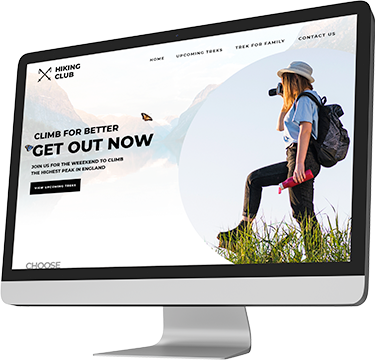 HIKING
CLUB
HOME UPCOMING TREKS TREK FOR FAMILY CONTACT US
CLIMB FOR BETTER
GET OUT NOW
JOIN US FOR THE WEEEKEND TO CLIMB
THE HIGHEST PEAK IN ENGLAND
VIEW UPCOMING TREKS
CHOOSE